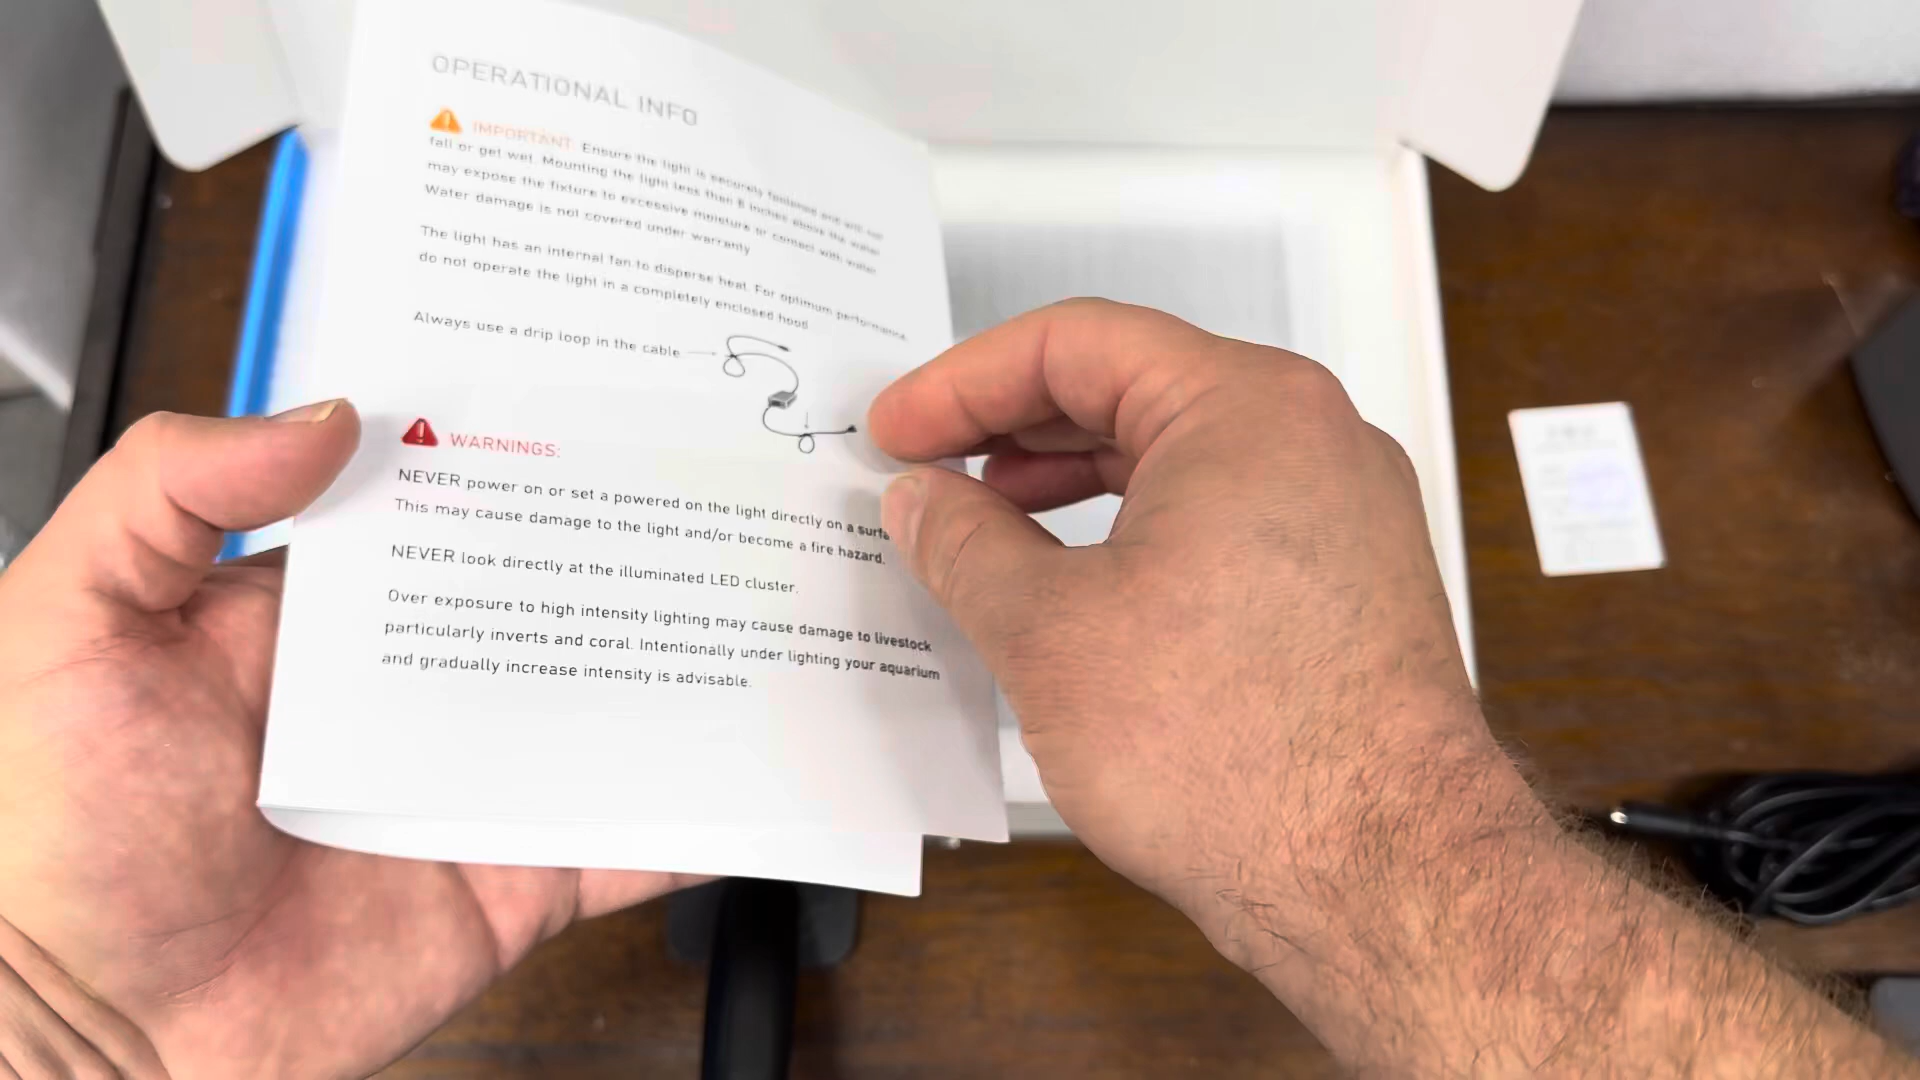 OPERATIONAL INFO
IMPORTANT: Ensure the light is securely fastened and will not
fall or get wet. Mounting the light less than 8 inches above the water
may expose the fixture to excessive moisture or contact with water
Water damage is not covered under warranty
The light has an internal fan to disperse heat. For optimum performance,
do not operate the light in a completely enclosed hood
Always use a drip loop in the cable
WARNINGS:
NEVER power on or set a powered on the light directly on a surfa
This may cause damage to the light and/or become a fire hazard.
NEVER look directly at the illuminated LED cluster.
Over exposure to high intensity lighting may cause damage to livestock
particularly inverts and coral. Intentionally under lighting your aquarium
and gradually increase intensity is advisable.